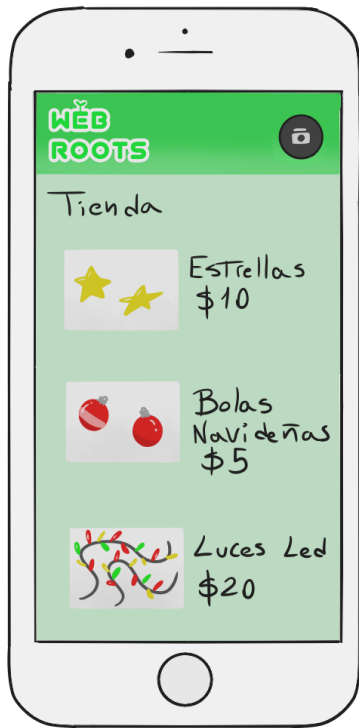 WEB
ROOTS
Tienda
Estrellas
$10
Bolas
Navideñas
$5
Luces Led
$20